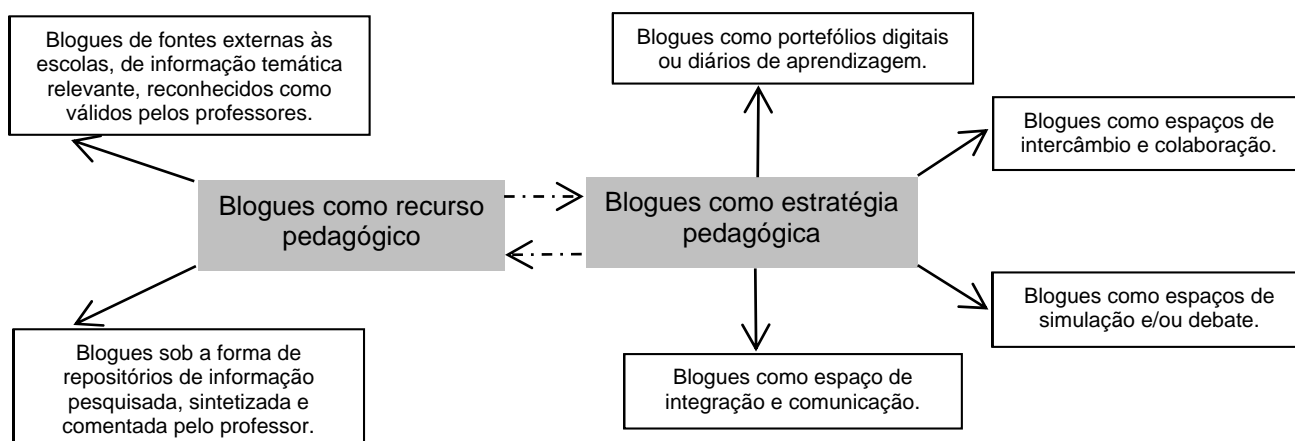 Blogues de fontes externas às
escolas, de informação temática
relevante, reconhecidos como
válidos pelos professores.
Blogues como portefólios digitais
ou diários de aprendizagem.
Blogues como espaços de
intercâmbio e colaboração.
Blogues como recurso
pedagógico
Blogues como estratégia
pedagógica
Blogues como espaços de
simulação e/ou debate.
Blogues sob a forma de
repositórios de informação
pesquisada, sintetizada e
comentada pelo professor.
Blogues como espaço de
integração e comunicação.